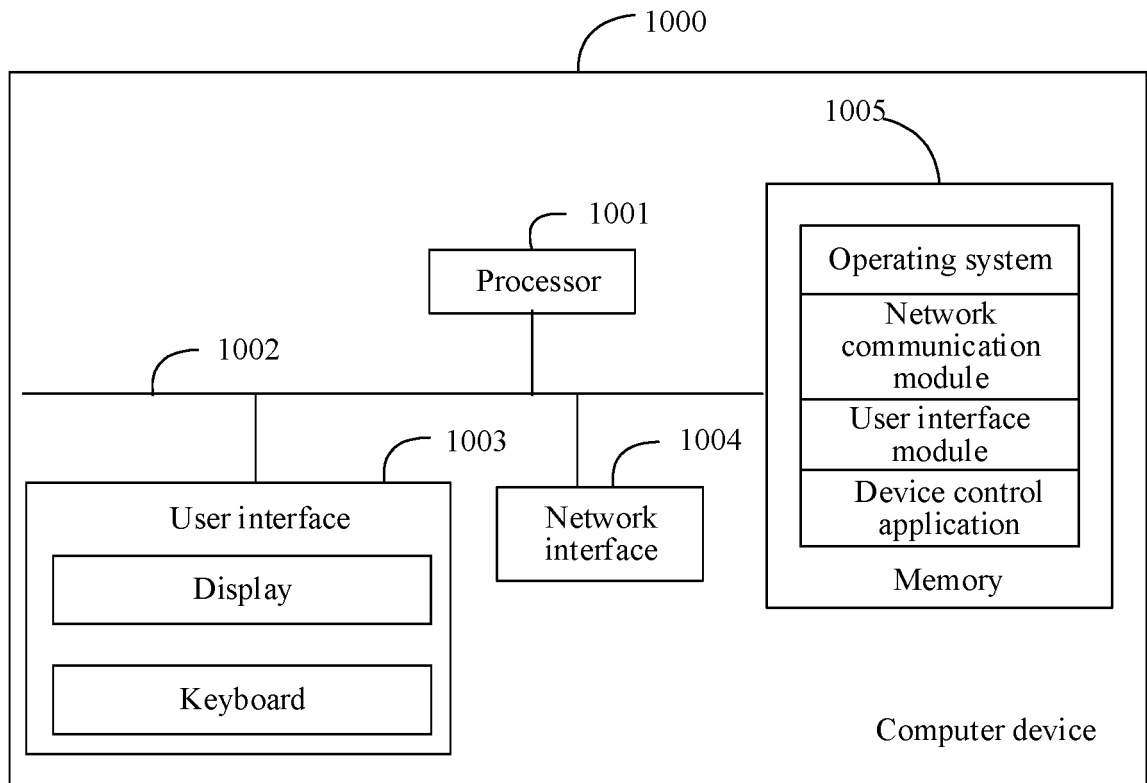 1000
1005
1001
Processor
Operating system
Network
communication
module
User interface
module
Device control
application
Memory
1002
1003
User interface
Display
Keyboard
1004
Network
interface
Computer device